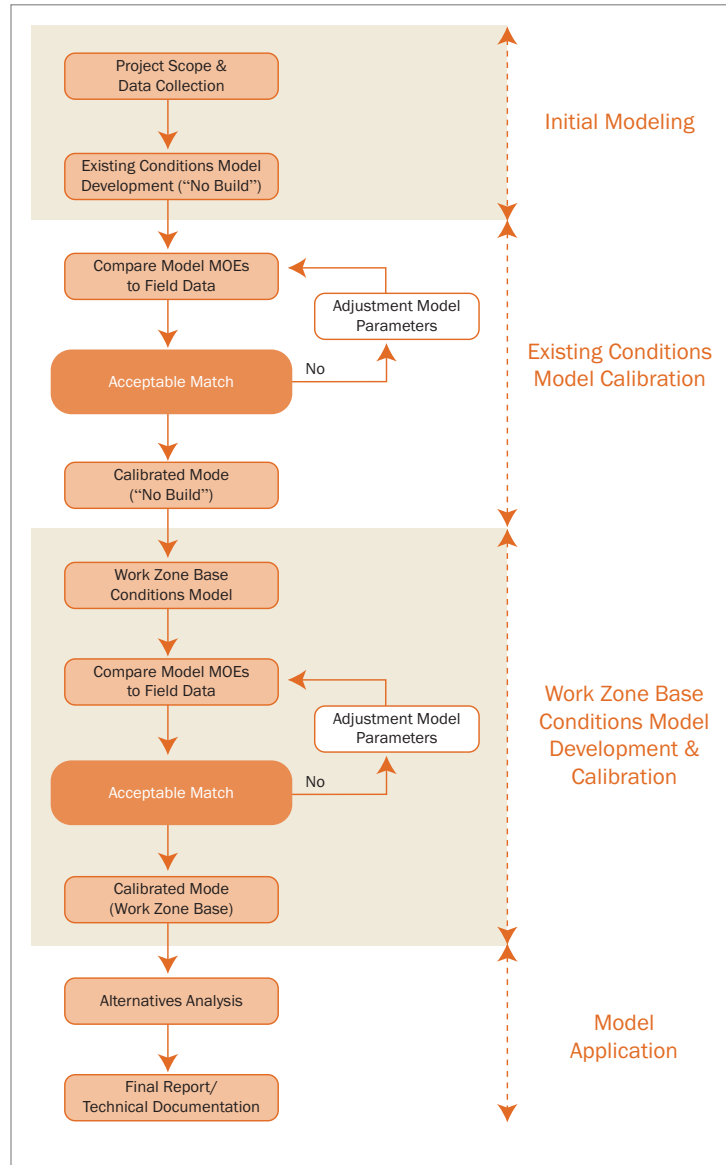 Project Scope &
Data Collection
Initial Modeling
Existing Conditions Model
Development (“No Build”)
Compare Model MOEs
to Field Data
Adjustment Model
Parameters
Existing Conditions
Model Calibration
Acceptable Match
No
Calibrated Mode
(“No Build”)
Work Zone Base
Conditions Model
Compare Model MOEs
to Field Data
Adjustment Model
Parameters
Work Zone Base
Conditions Model
Development &
Calibration
Acceptable Match
No
Calibrated Mode
(Work Zone Base)
Alternatives Analysis
Model
Application
Final Report/
Technical Documentation